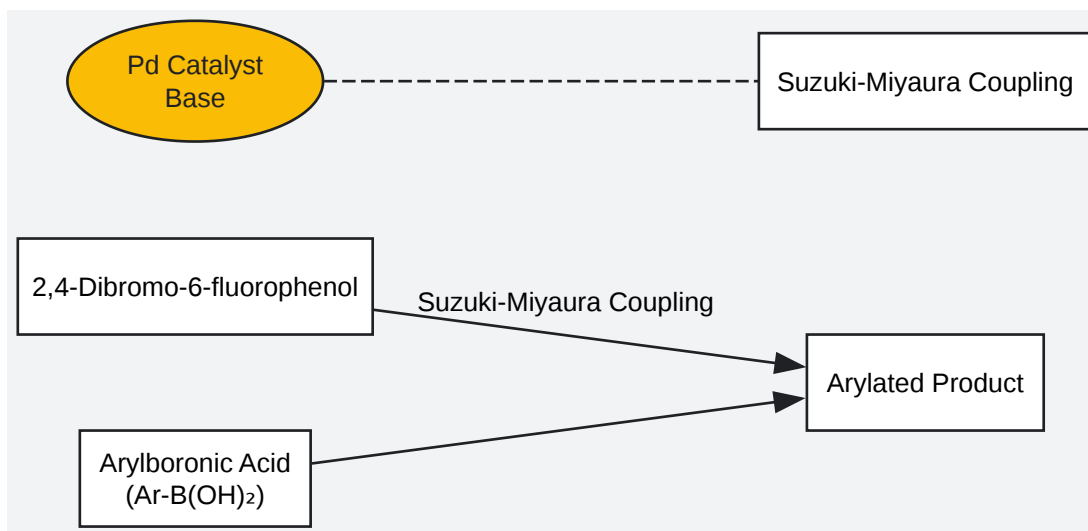 Pd Catalyst
Base
Suzuki-Miyaura Coupling
2,4-Dibromo-6-fluorophenol
Suzuki-Miyaura Coupling
Arylated Product
Arylboronic Acid
(Ar-B(OH)₂)